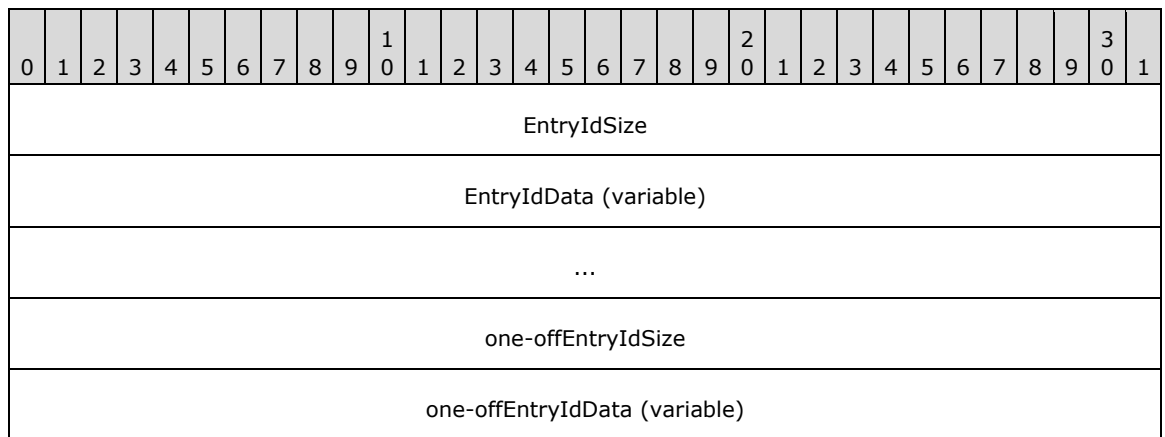 1 2 3
0 1 2 3 4 5 6 7 8 9 0 1 2 3 4 5 6 7 8 9 0 1 2 3 4 5 6 7 8 9 0 1
EntryIdSize
EntryIdData (variable)
...
one-offEntryIdSize
one-offEntryIdData (variable)